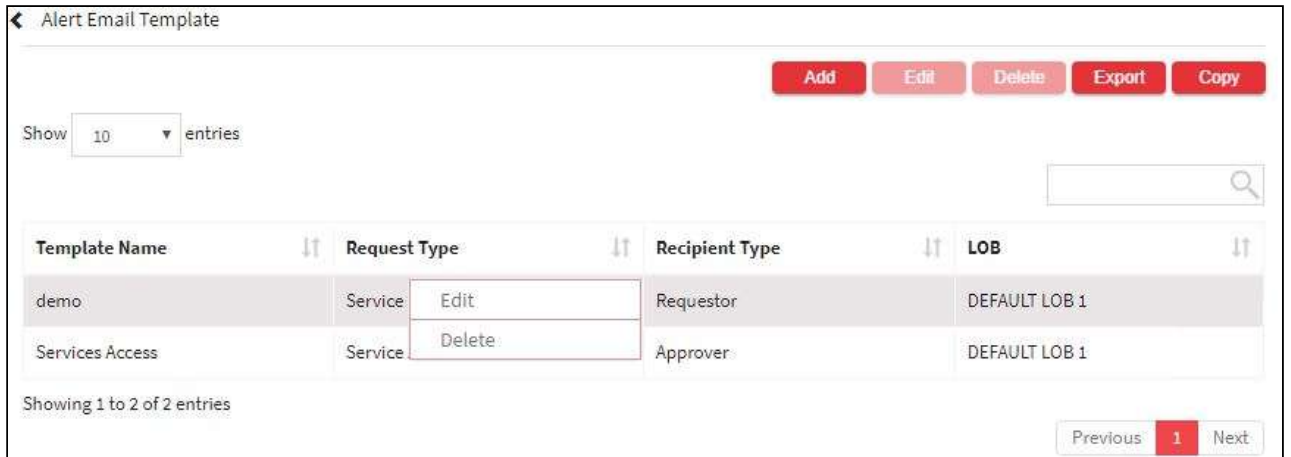 Alert Email Template
Add Edit Delete Export Copy
Show 10 entries
Template Name Request Type Recipient Type LOB
demo Service Edit Requestor DEFAULT LOB 1
Delete
Services Access Service Approver DEFAULT LOB 1
Showing 1 to 2 of 2 entries
Previous 1 Next